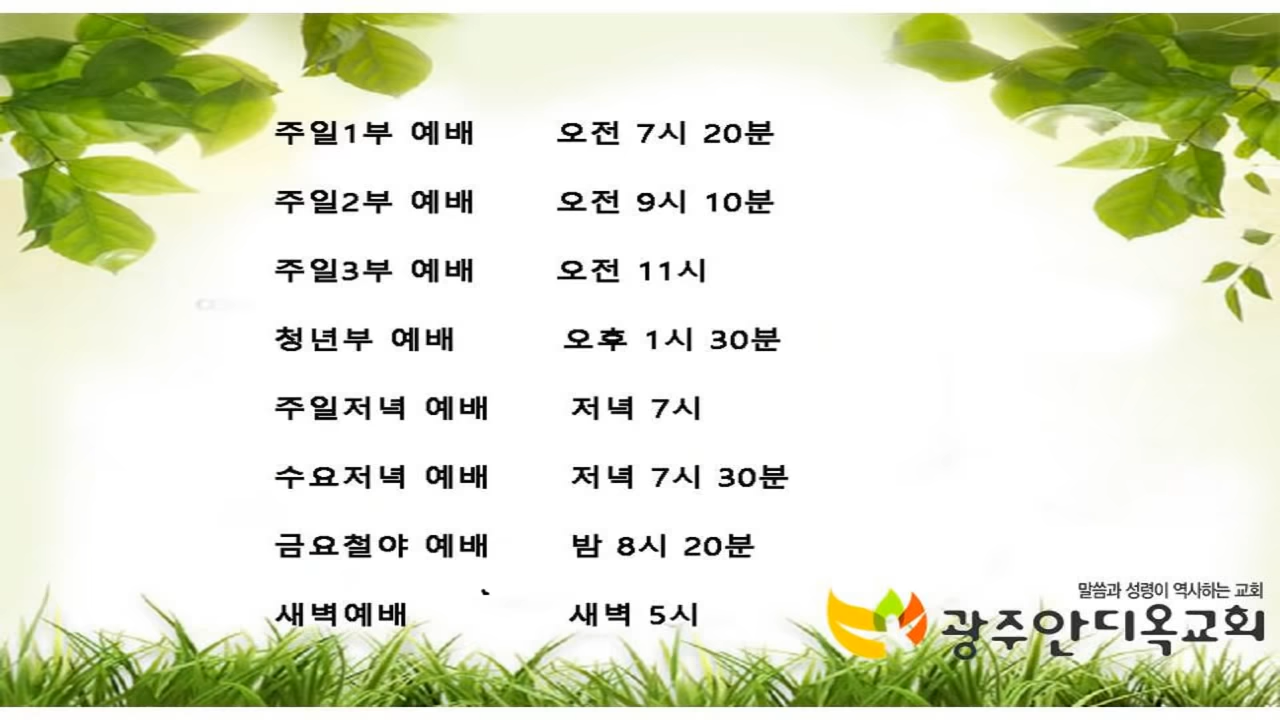 주일1부 예배 오전 7시 20분
주일2부 예배 오전 9시 10분
주일3부 예배 오전 11시
청년부 예배 오후 1시 30분
주일저녁 예배 저녁 7시
수요저녁 예배 저녁 7시 30분
금요철야 예배 밤 8시 20분
새벽예배 새벽 5시
말씀과 성령이 역사하는 교회
광주안디옥교회